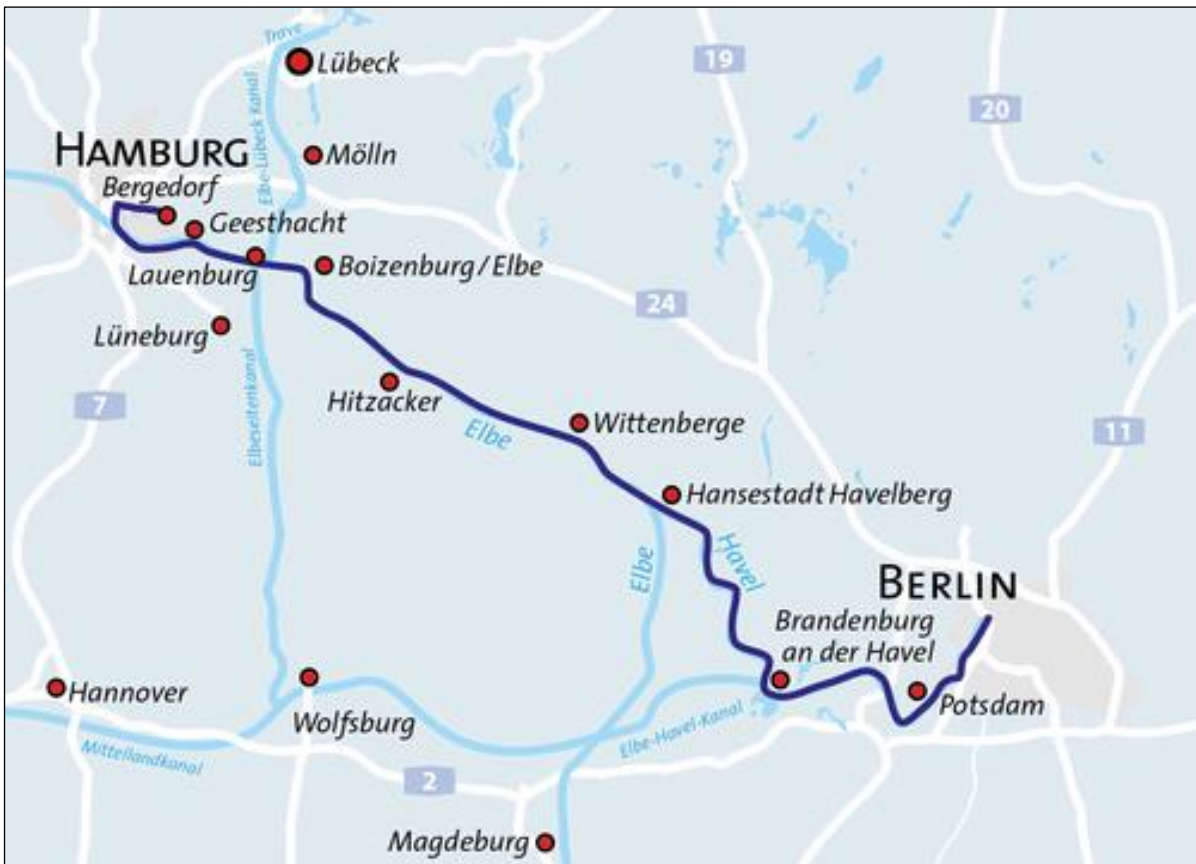 Trave
Lübeck
19
20
Elbe-Lübeck Kanal
HAMBURG
Mölln
Bergedorf
Geesthacht
Lauenburg
Boizenburg / Elbe
24
Lüneburg
7
Hitzacker
Elbe
Wittenberge
11
Elbeseitenkanal
Hansestadt Havelberg
Elbe
Havel
BERLIN
Brandenburg
an der Havel
Hannover
Wolfsburg
Potsdam
Mittellandkanal
Elbe-Havel-Kanal
2
Magdeburg